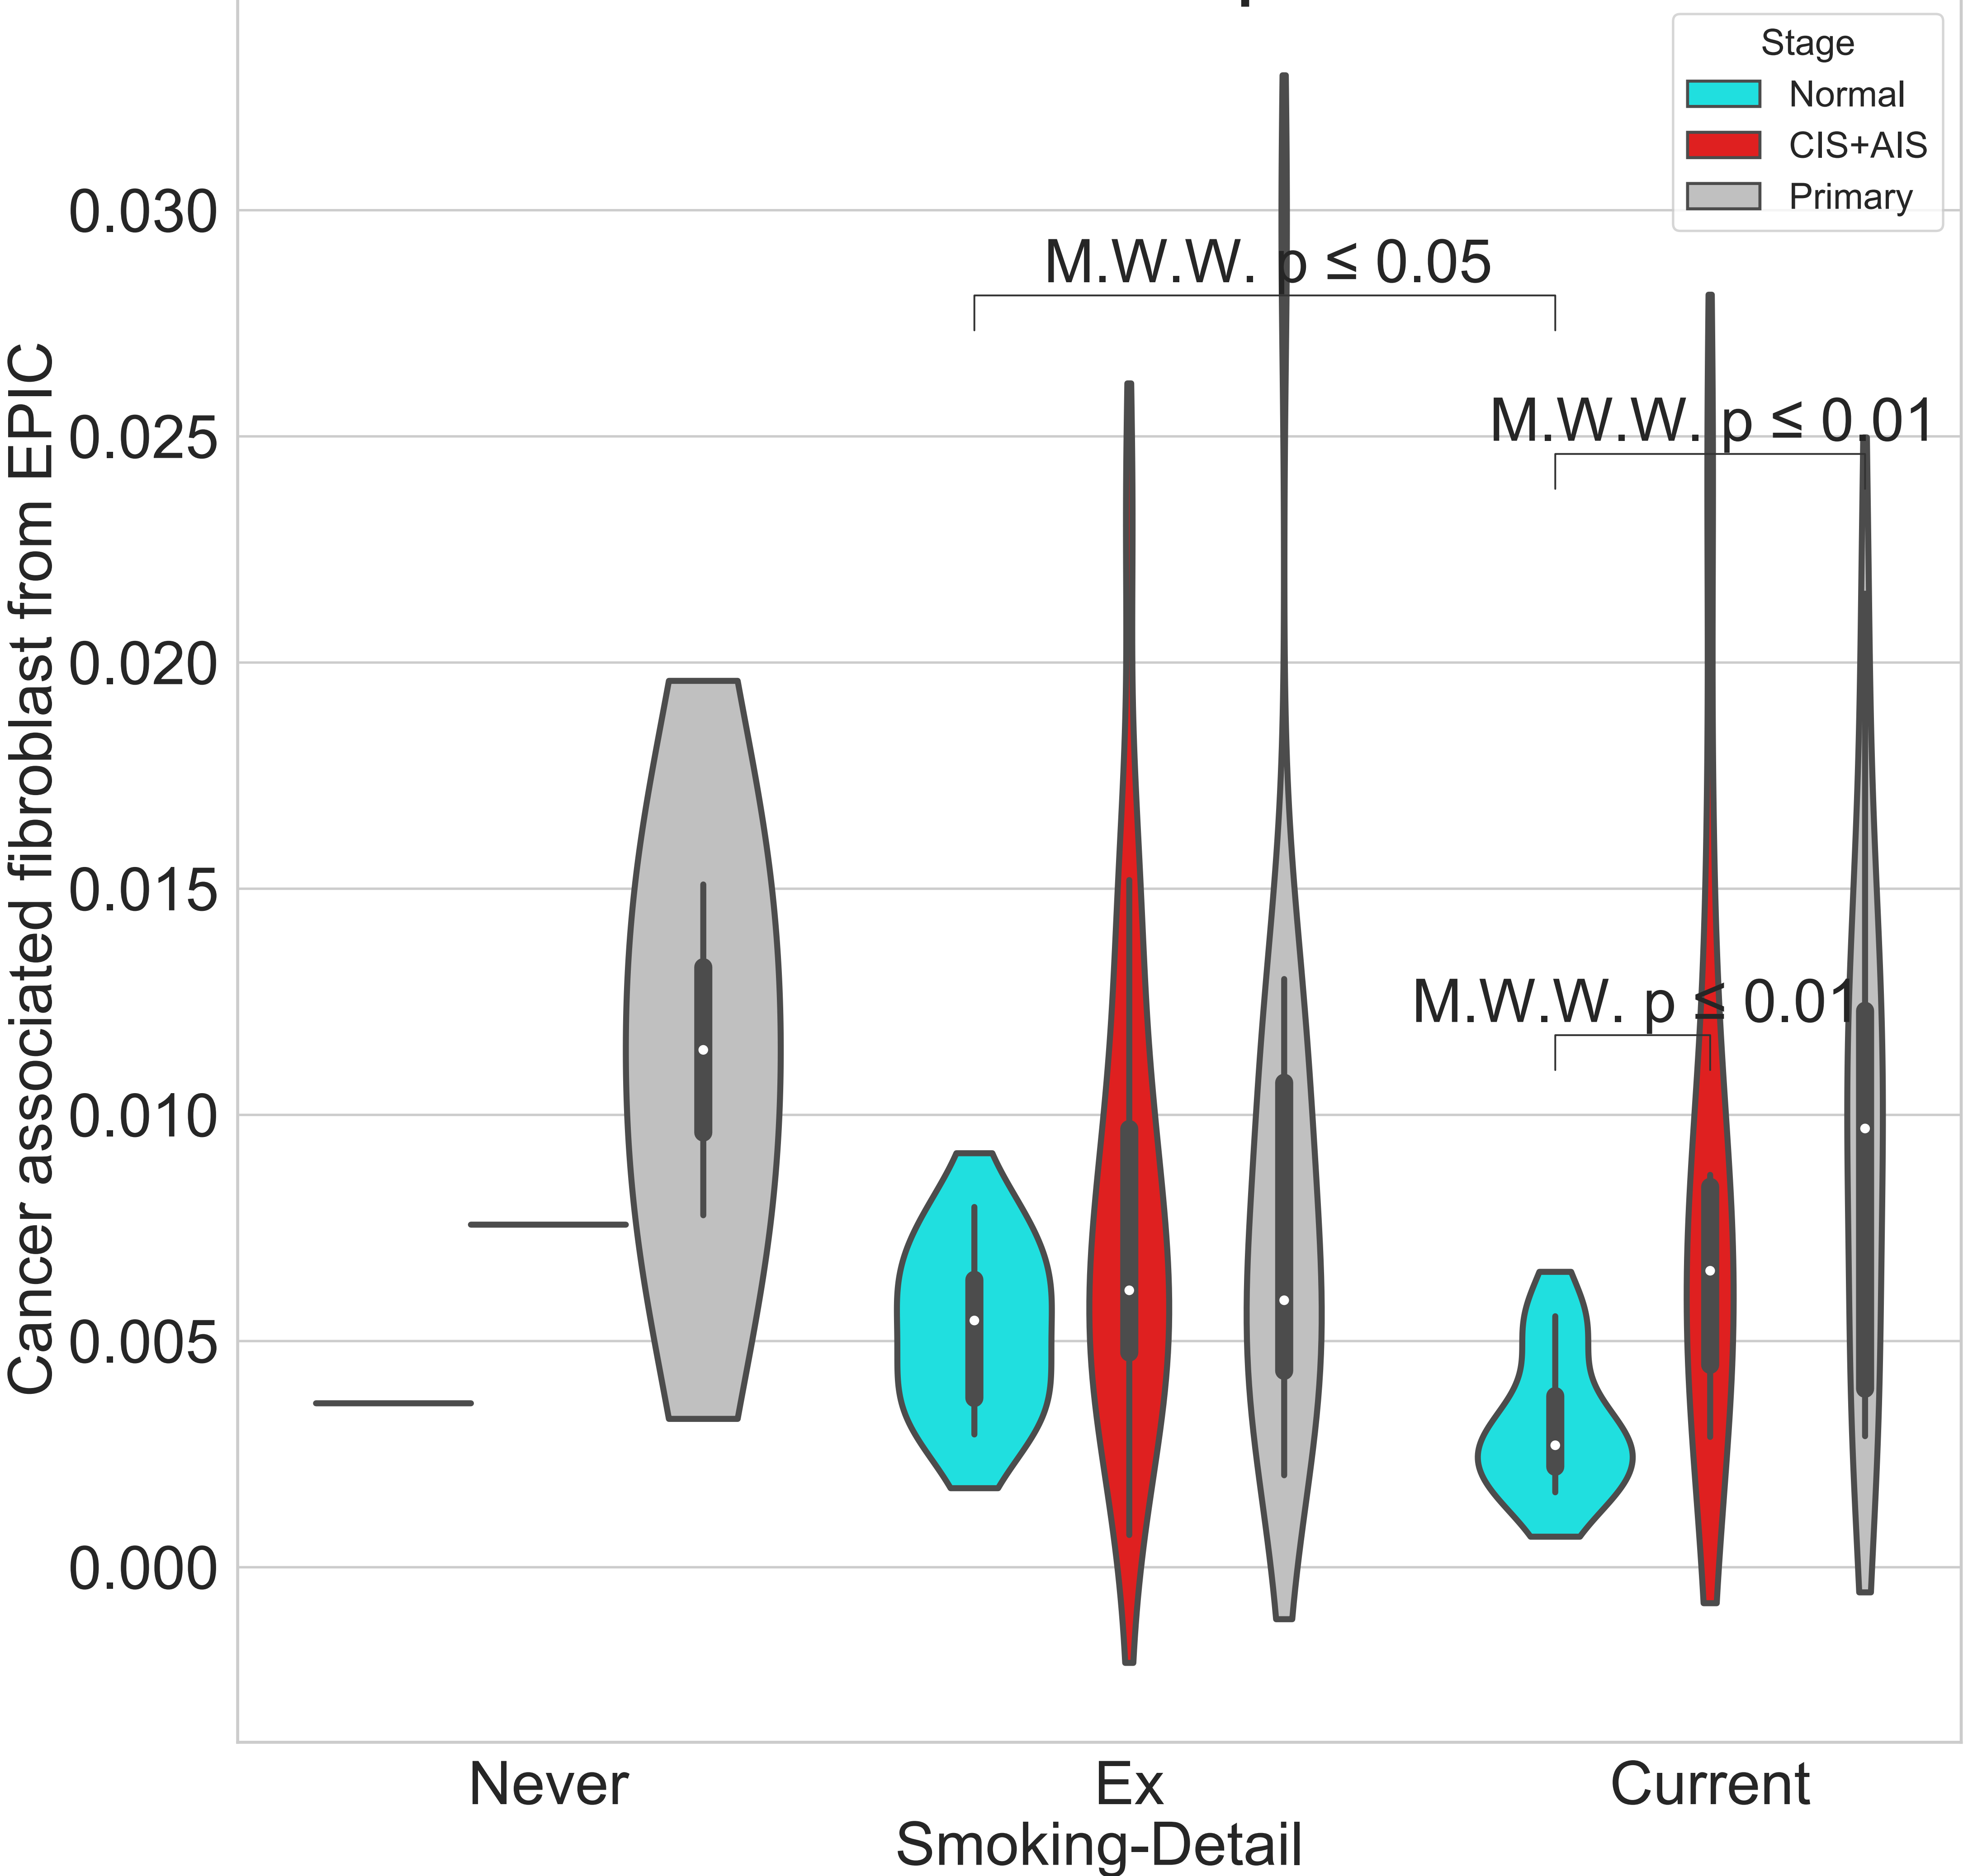 Stage
Normal
CIS+AIS
Primary
0.030
M.W.W. p ≤ 0.05
0.025
M.W.W. p ≤ 0.01
0.020
0.015
M.W.W. p ≤ 0.01
0.010
0.005
0.000
Cancer associated fibroblast from EPIC
Never
Ex
Current
Smoking-Detail